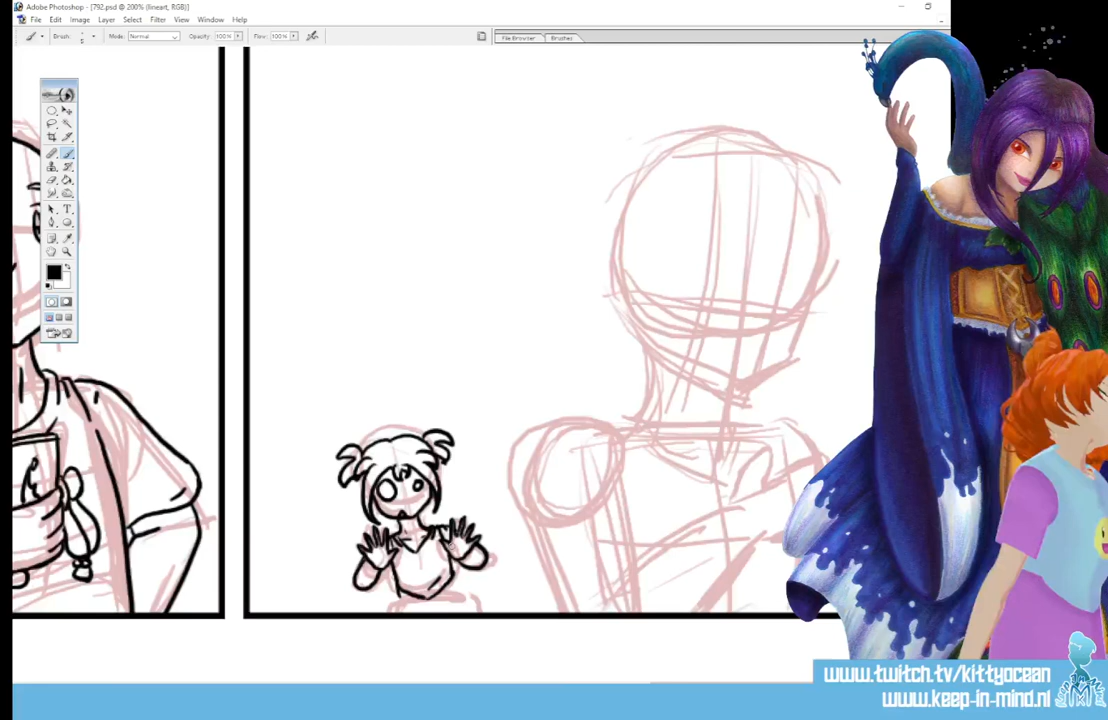 Adobe Photoshop - [792.psd @ 200% (lineart, RGB)]
File Edit Image Layer Select Filter View Window Help
Brush: Mode: Normal Opacity: 100% Flow: 100%
File Browser Brushes
www.twitch.tv/kittyocean
www.keep-in-mind.nl